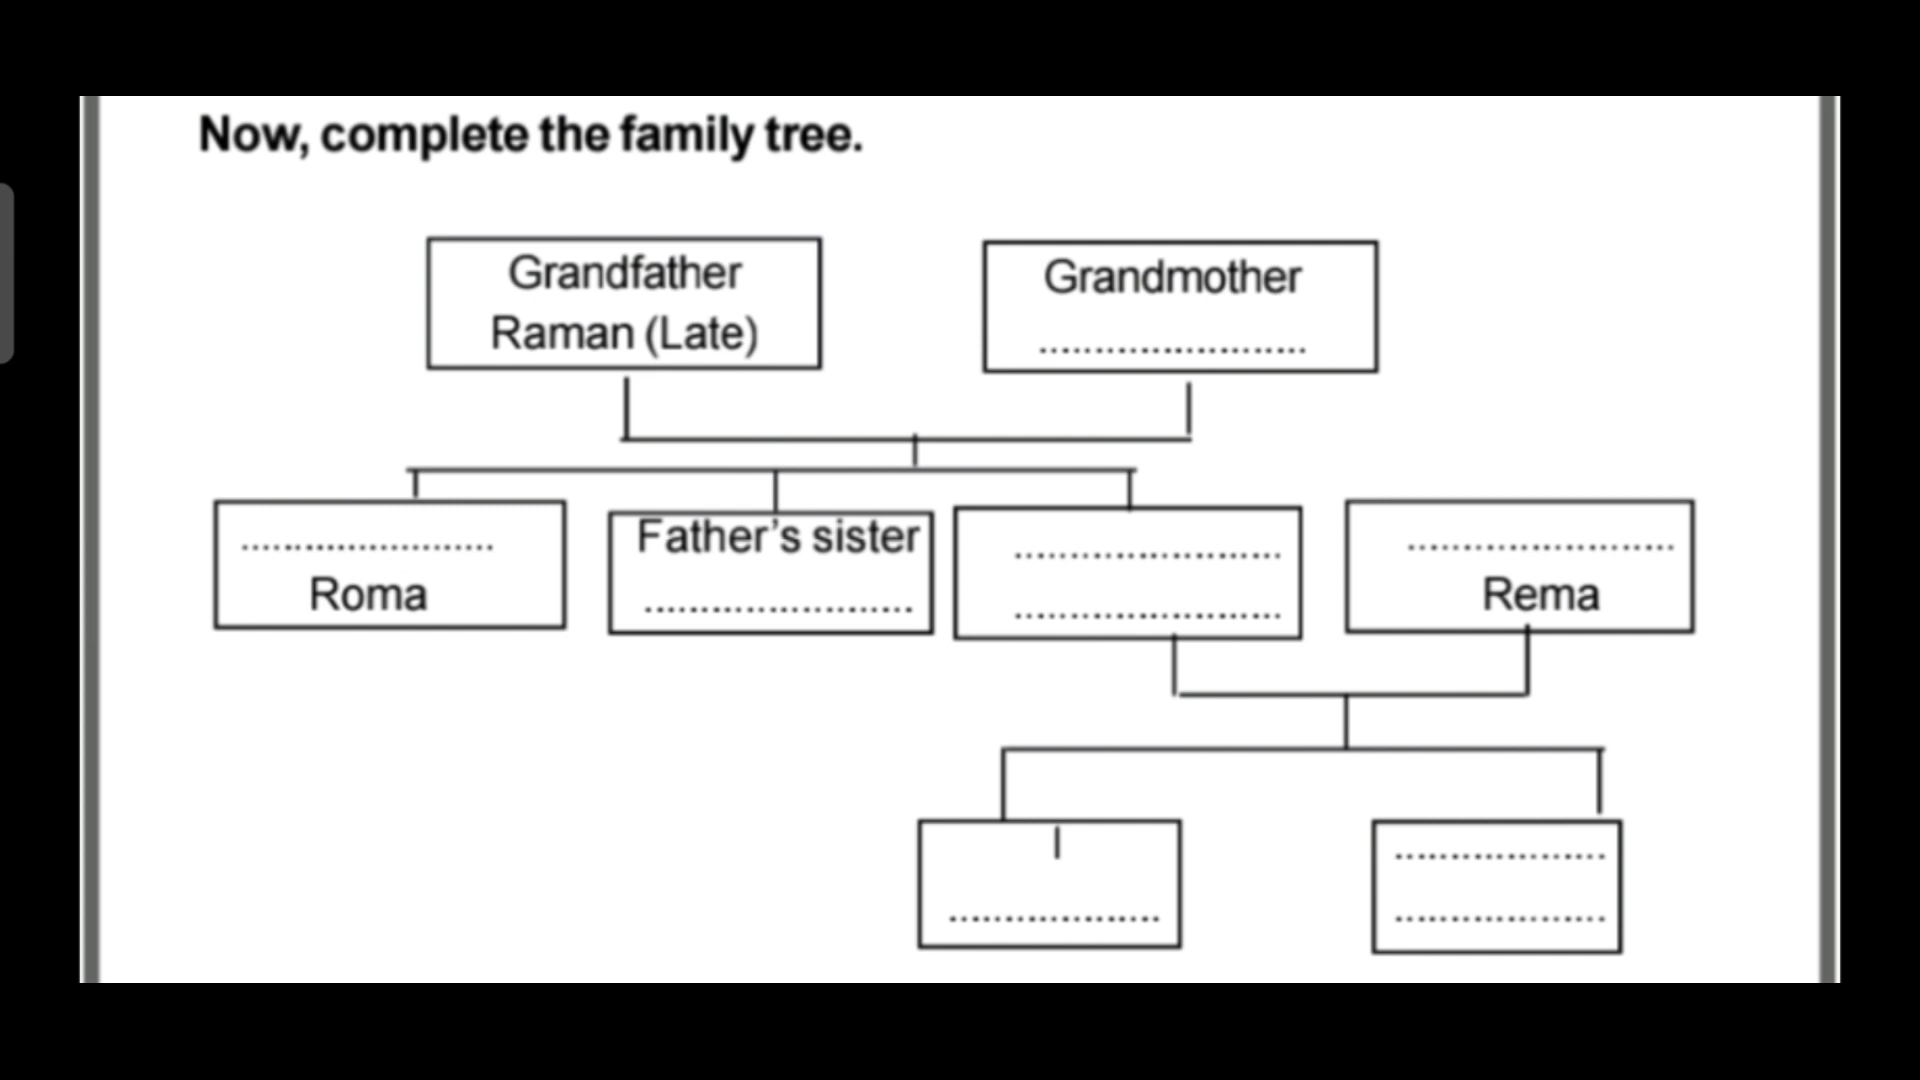 Now, complete the family tree.
Grandfather
Raman (Late)
Grandmother
........................
.......................
Roma
Father's sister
........................
........................
........................
........................
Rema
I
...................
...................
...................